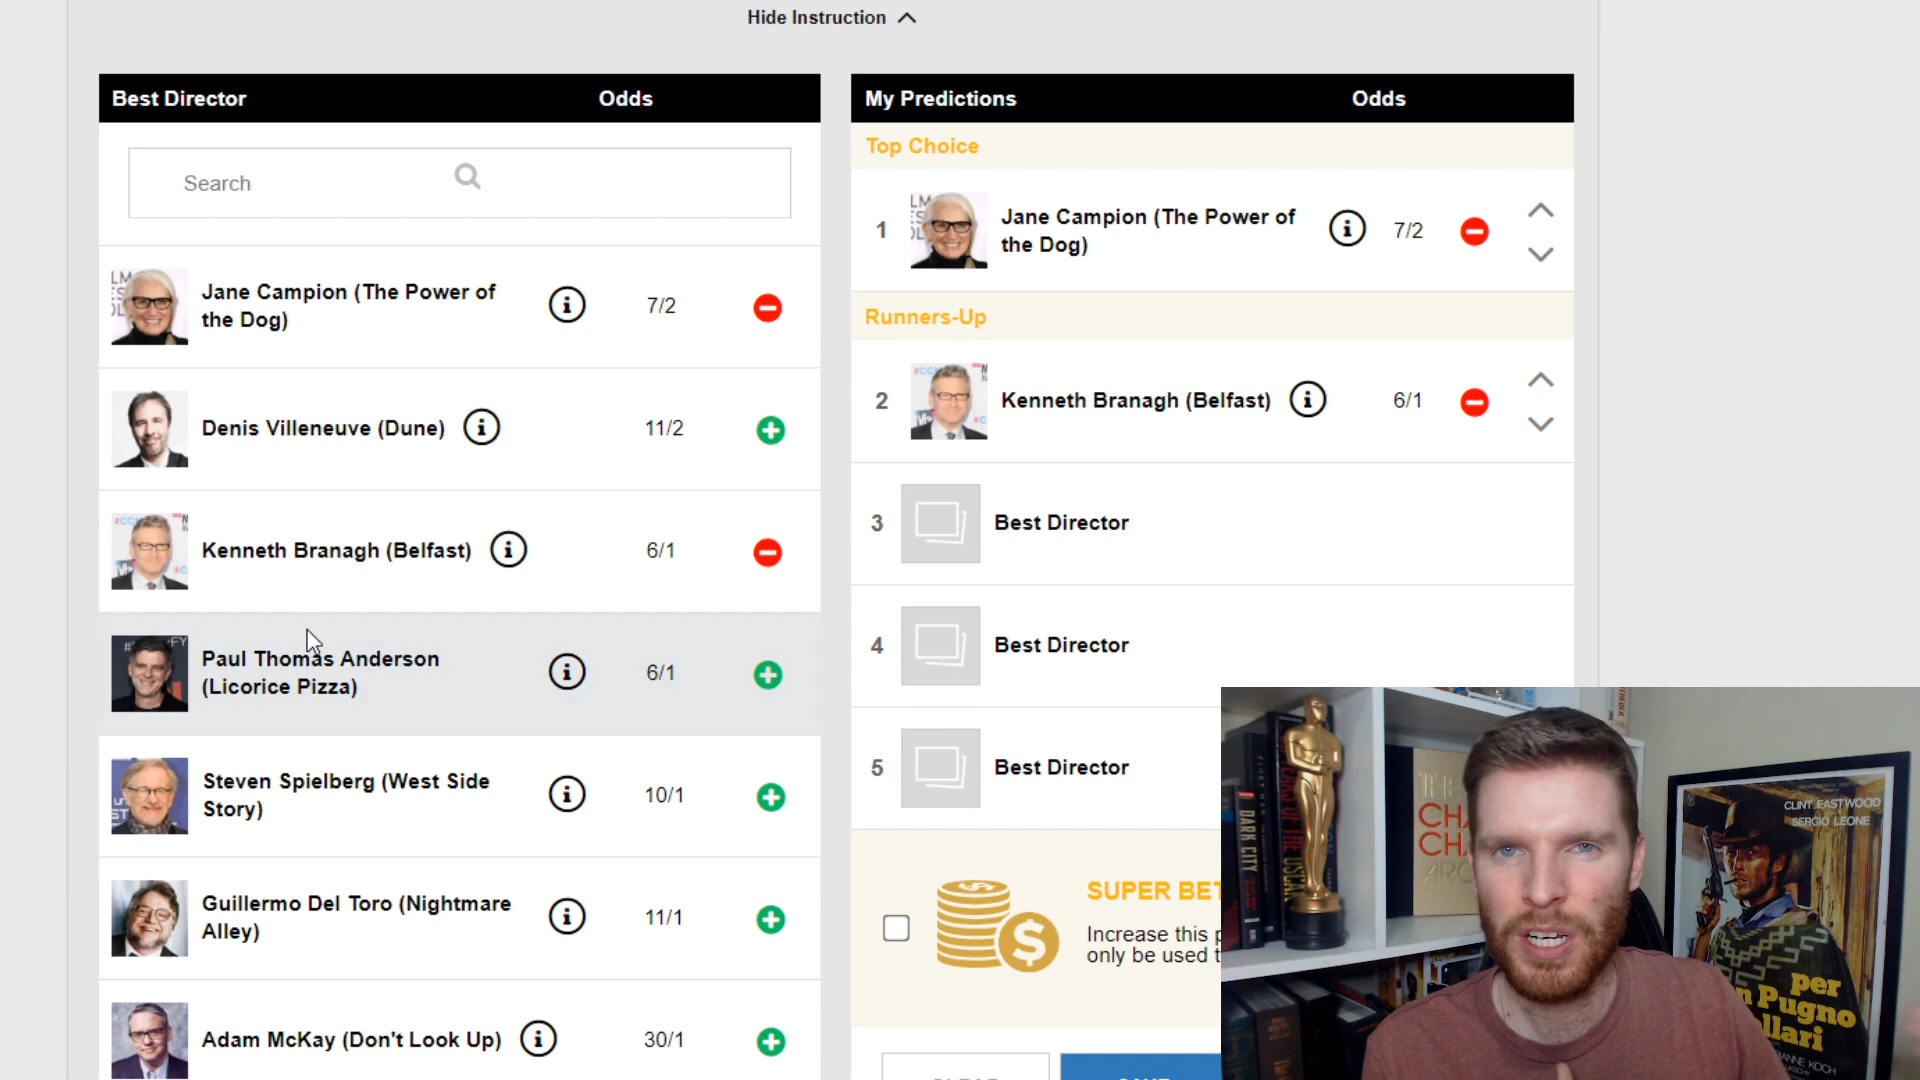 Hide Instruction
Best Director Odds
Search
Jane Campion (The Power of
the Dog)
7/2
Denis Villeneuve (Dune) 11/2
Kenneth Branagh (Belfast) 6/1
Paul Thomas Anderson
(Licorice Pizza)
6/1
Steven Spielberg (West Side
Story)
10/1
Guillermo Del Toro (Nightmare
Alley)
11/1
Adam McKay (Don't Look Up) 30/1
My Predictions Odds
Top Choice
1
Jane Campion (The Power of
the Dog)
7/2
Runners-Up
2 Kenneth Branagh (Belfast) 6/1
3 Best Director
4 Best Director
5 Best Director
SUPER BET
Increase this
only be used
DARK CITY
CLINT EASTWOOD
SERGIO LEONE
per
Pugno